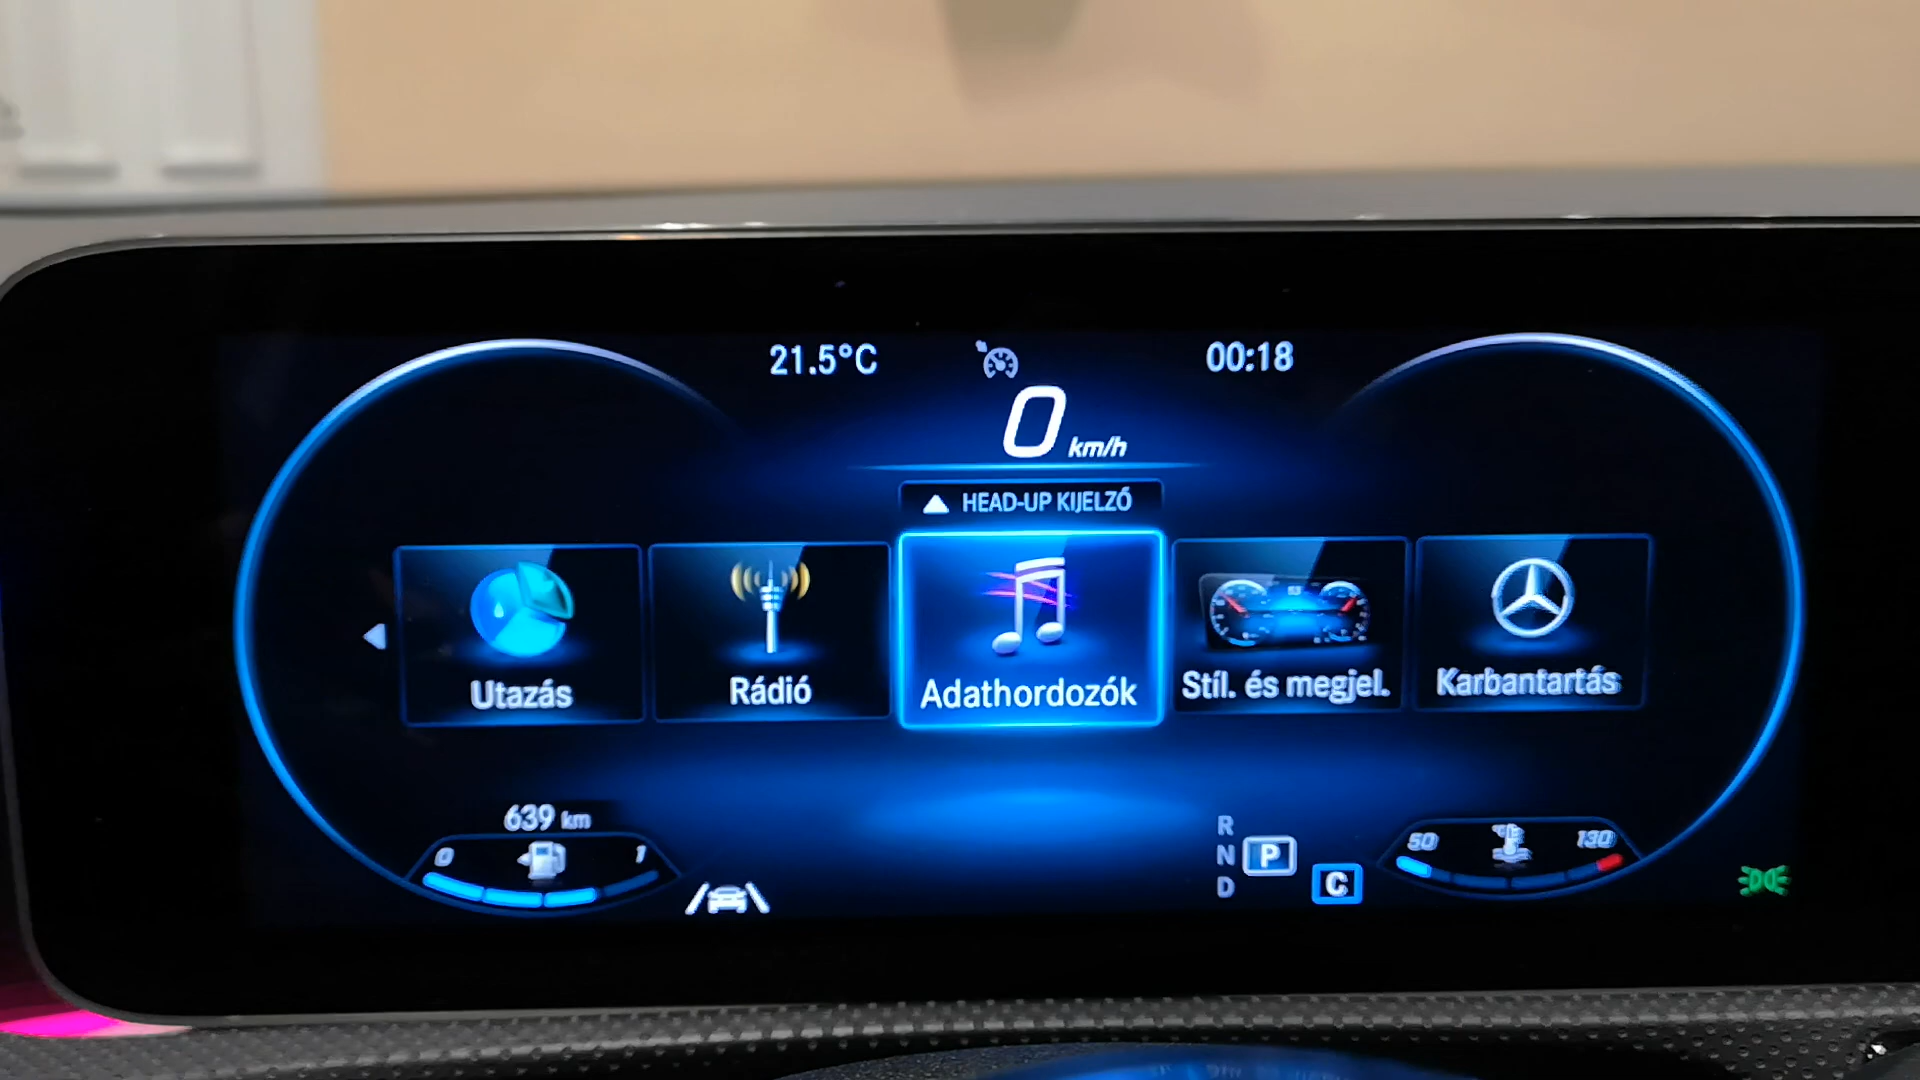 21.5°C
00:18
0 km/h
HEAD-UP KIJELZŐ
Utazás
Rádió
Adathordozók
Stíl. és megjel.
Karbantartás
639 km
0 1
R
N P
D
C
50 130